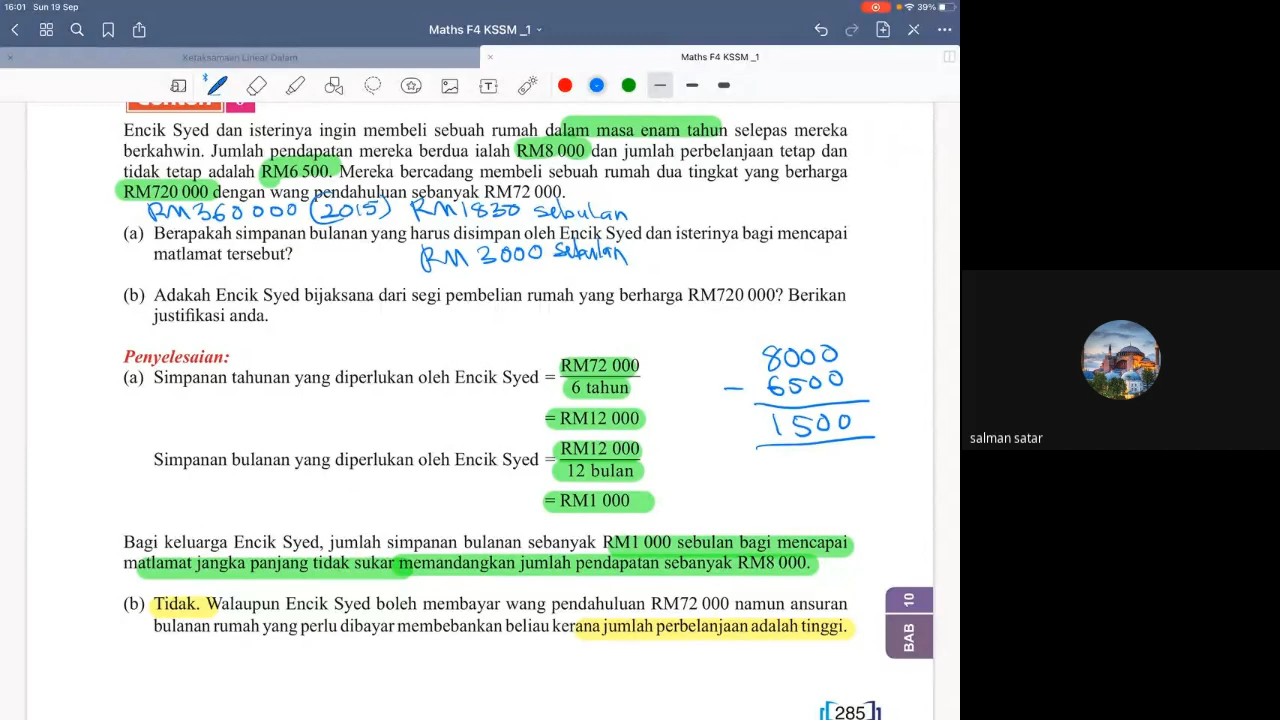 16:01 Sun 19 Sep
39%
Maths F4 KSSM _1
Ketaksamaan Linear Dalam
Maths F4 KSSM _1
Encik Syed dan isterinya ingin membeli sebuah rumah dalam masa enam tahun selepas mereka
berkahwin. Jumlah pendapatan mereka berdua ialah RM8 000 dan jumlah perbelanjaan tetap dan
tidak tetap adalah RM6 500. Mereka bercadang membeli sebuah rumah dua tingkat yang berharga
RM720 000 dengan wang pendahuluan sebanyak RM72 000.
RM360000 (2015) RM1830 sebulan
(a) Berapakah simpanan bulanan yang harus disimpan oleh Encik Syed dan isterinya bagi mencapai
matlamat tersebut?
RM 3000 sebulan
(b) Adakah Encik Syed bijaksana dari segi pembelian rumah yang berharga RM720 000? Berikan
justifikasi anda.
Penyelesaian:
(a) Simpanan tahunan yang diperlukan oleh Encik Syed = RM72 000
6 tahun
= RM12 000
Simpanan bulanan yang diperlukan oleh Encik Syed = RM12 000
12 bulan
= RM1 000
8000
- 6500
1500
Bagi keluarga Encik Syed, jumlah simpanan bulanan sebanyak RM1 000 sebulan bagi mencapai
matlamat jangka panjang tidak sukar memandangkan jumlah pendapatan sebanyak RM8 000.
(b) Tidak. Walaupun Encik Syed boleh membayar wang pendahuluan RM72 000 namun ansuran
bulanan rumah yang perlu dibayar membebankan beliau kerana jumlah perbelanjaan adalah tinggi.
BAB 10
285
salman satar